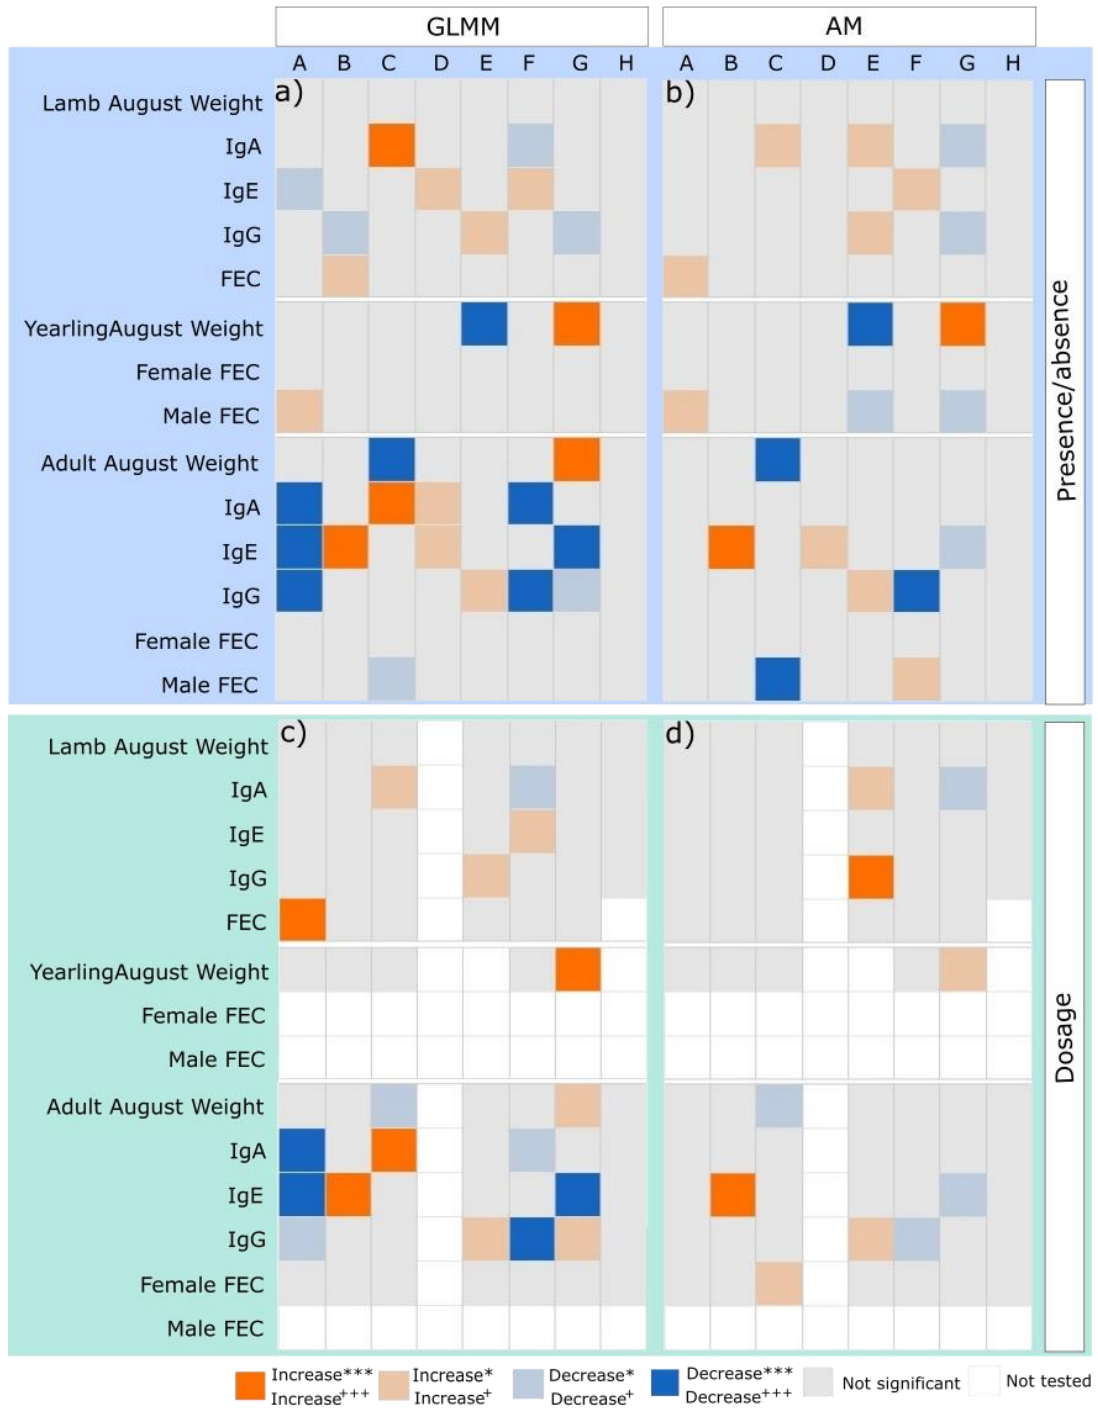 GLMM AM
A B C D E F G H A B C D E F G H
a) b)
Lamb August Weight
IgA
IgE
IgG
FEC
YearlingAugust Weight
Female FEC
Male FEC
Adult August Weight
IgA
IgE
IgG
Female FEC
Male FEC
Presence/absence
c) d)
Lamb August Weight
IgA
IgE
IgG
FEC
YearlingAugust Weight
Female FEC
Male FEC
Adult August Weight
IgA
IgE
IgG
Female FEC
Male FEC
Dosage
Increase*** Increase* Decrease* Decrease*** Not significant Not tested
Increase+++ Increase+ Decrease+ Decrease+++